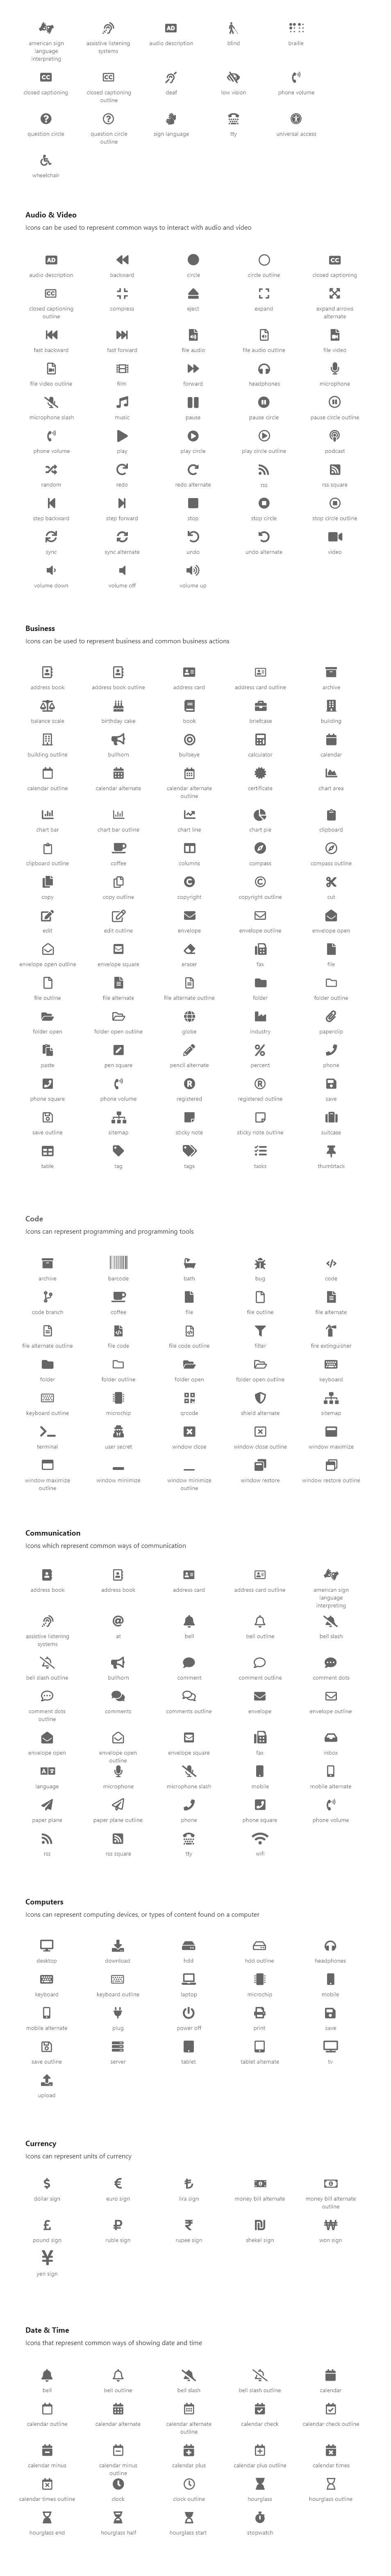 american sign
language
interpreting
assistive listening
systems
audio description
blind
braille
closed captioning
closed captioning
outline
deaf
low vision
phone volume
question circle
question circle
outline
sign language
tty
universal access
wheelchair
Audio & Video
Icons can be used to represent common ways to interact with audio and video
audio description
backward
circle
circle outline
closed captioning
closed captioning
outline
compress
eject
expand
expand arrows
alternate
fast backward
fast forward
file audio
file audio outline
file video
file video outline
film
forward
headphones
microphone
microphone slash
music
pause
pause circle
pause circle outline
phone volume
play
play circle
play circle outline
podcast
random
redo
redo alternate
rss
rss square
step backward
step forward
stop
stop circle
stop circle outline
sync
sync alternate
undo
undo alternate
video
volume down
volume off
volume up
Business
Icons can be used to represent business and common business actions
address book
address book outline
address card
address card outline
archive
balance scale
birthday cake
book
briefcase
building
building outline
bullhorn
bullseye
calculator
calendar
calendar outline
calendar alternate
calendar alternate
outline
certificate
chart area
chart bar
chart bar outline
chart line
chart pie
clipboard
clipboard outline
coffee
columns
compass
compass outline
copy
copy outline
copyright
copyright outline
cut
edit
edit outline
envelope
envelope outline
envelope open
envelope open outline
envelope square
eraser
fax
file
file outline
file alternate
file alternate outline
folder
folder outline
folder open
folder open outline
globe
industry
paperclip
paste
pen square
pencil alternate
percent
phone
phone square
phone volume
registered
registered outline
save
save outline
sitemap
sticky note
sticky note outline
suitcase
table
tag
tags
tasks
thumbtack
Code
Icons can represent programming and programming tools
archive
barcode
bath
bug
code
code branch
coffee
file
file outline
file alternate
file alternate outline
file code
file code outline
filter
fire extinguisher
folder
folder outline
folder open
folder open outline
keyboard
keyboard outline
microchip
qrcode
shield alternate
sitemap
terminal
user secret
window close
window close outline
window maximize
window maximize
outline
window minimize
window minimize
outline
window restore
window restore outline
Communication
Icons which represent common ways of communication
address book
address book
address card
address card outline
american sign
language
interpreting
assistive listening
systems
at
bell
bell outline
bell slash
bell slash outline
bullhorn
comment
comment outline
comment dots
comment dots
outline
comments
comments outline
envelope
envelope outline
envelope open
envelope open
outline
envelope square
fax
inbox
language
microphone
microphone slash
mobile
mobile alternate
paper plane
paper plane outline
phone
phone square
phone volume
rss
rss square
tty
wifi
Computers
Icons can represent computing devices, or types of content found on a computer
desktop
download
hdd
hdd outline
headphones
keyboard
keyboard outline
laptop
microchip
mobile
mobile alternate
plug
power off
print
save
save outline
server
tablet
tablet alternate
tv
upload
Currency
Icons can represent units of currency
dollar sign
euro sign
lira sign
money bill alternate
money bill alternate
outline
pound sign
ruble sign
rupee sign
shekel sign
won sign
yen sign
Date & Time
Icons that represent common ways of showing date and time
bell
bell outline
bell slash
bell slash outline
calendar
calendar outline
calendar alternate
calendar alternate
outline
calendar check
calendar check outline
calendar minus
calendar minus
outline
calendar plus
calendar plus outline
calendar times
calendar times outline
clock
clock outline
hourglass
hourglass outline
hourglass end
hourglass half
hourglass start
stopwatch